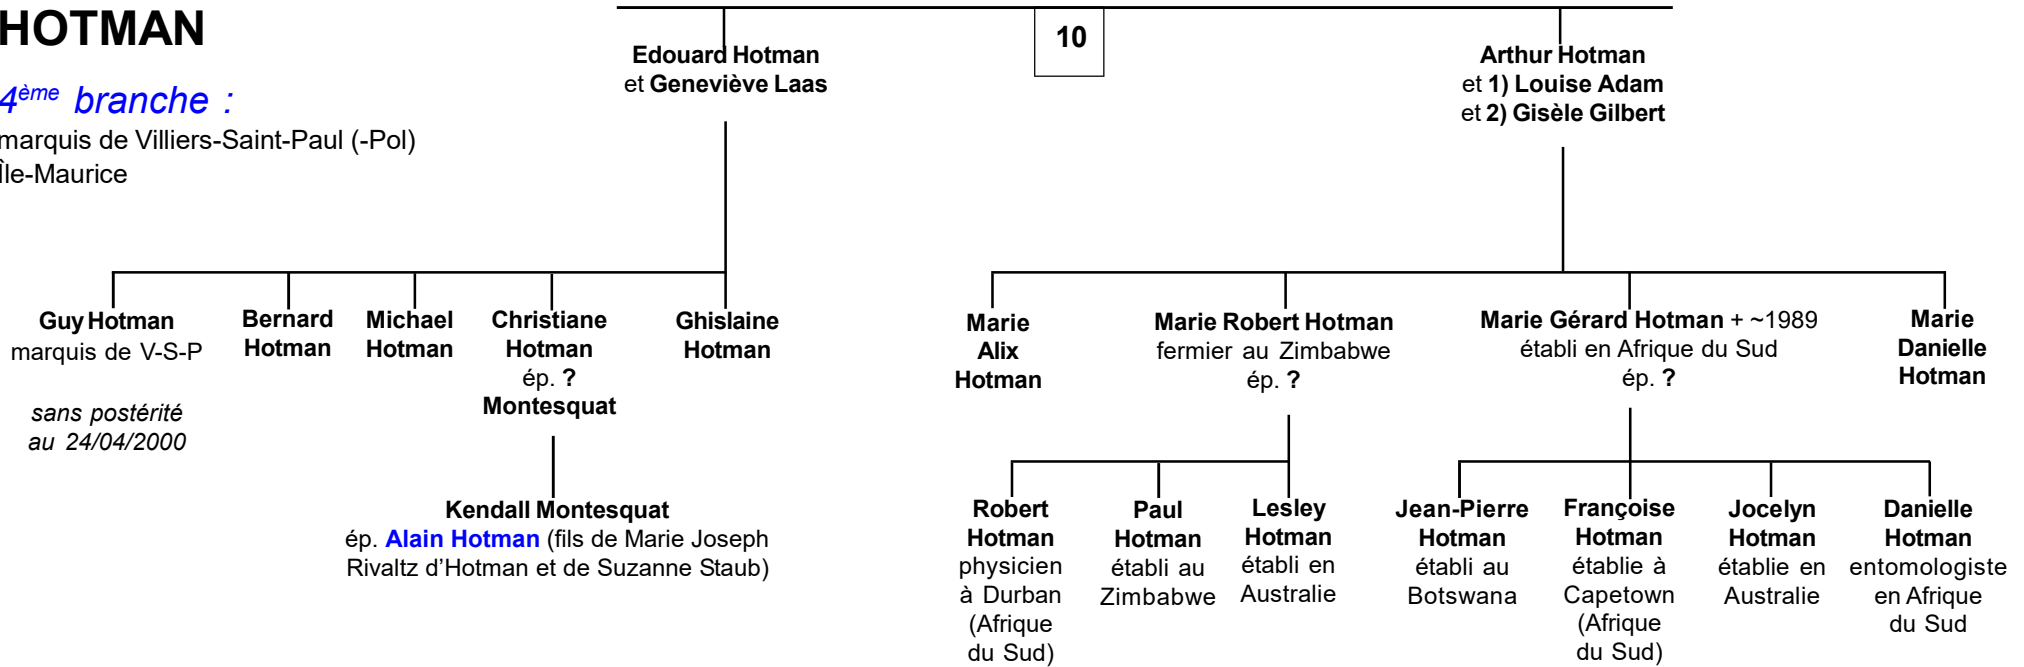 HOTMAN
4ème branche :
marquis de Villiers-Saint-Paul (-Pol)
Île-Maurice
Edouard Hotman
et Geneviève Laas
10
Arthur Hotman
et 1) Louise Adam
et 2) Gisèle Gilbert
Guy Hotman
marquis de V-S-P
sans postérité
au 24/04/2000
Bernard
Hotman
Michael
Hotman
Christiane
Hotman
ép. ?
Montesquat
Ghislaine
Hotman
Marie
Alix
Hotman
Marie Robert Hotman
fermier au Zimbabwe
ép. ?
Marie Gérard Hotman + ~1989
établi en Afrique du Sud
ép. ?
Marie
Danielle
Hotman
Kendall Montesquat
ép. Alain Hotman (fils de Marie Joseph
Rivaltz d'Hotman et de Suzanne Staub)
Robert
Hotman
physicien
à Durban
(Afrique
du Sud)
Paul
Hotman
établi au
Zimbabwe
Lesley
Hotman
établi en
Australie
Jean-Pierre
Hotman
établi au
Botswana
Françoise
Hotman
établie à
Capetown
(Afrique
du Sud)
Jocelyn
Hotman
établie en
Australie
Danielle
Hotman
entomologiste
en Afrique
du Sud